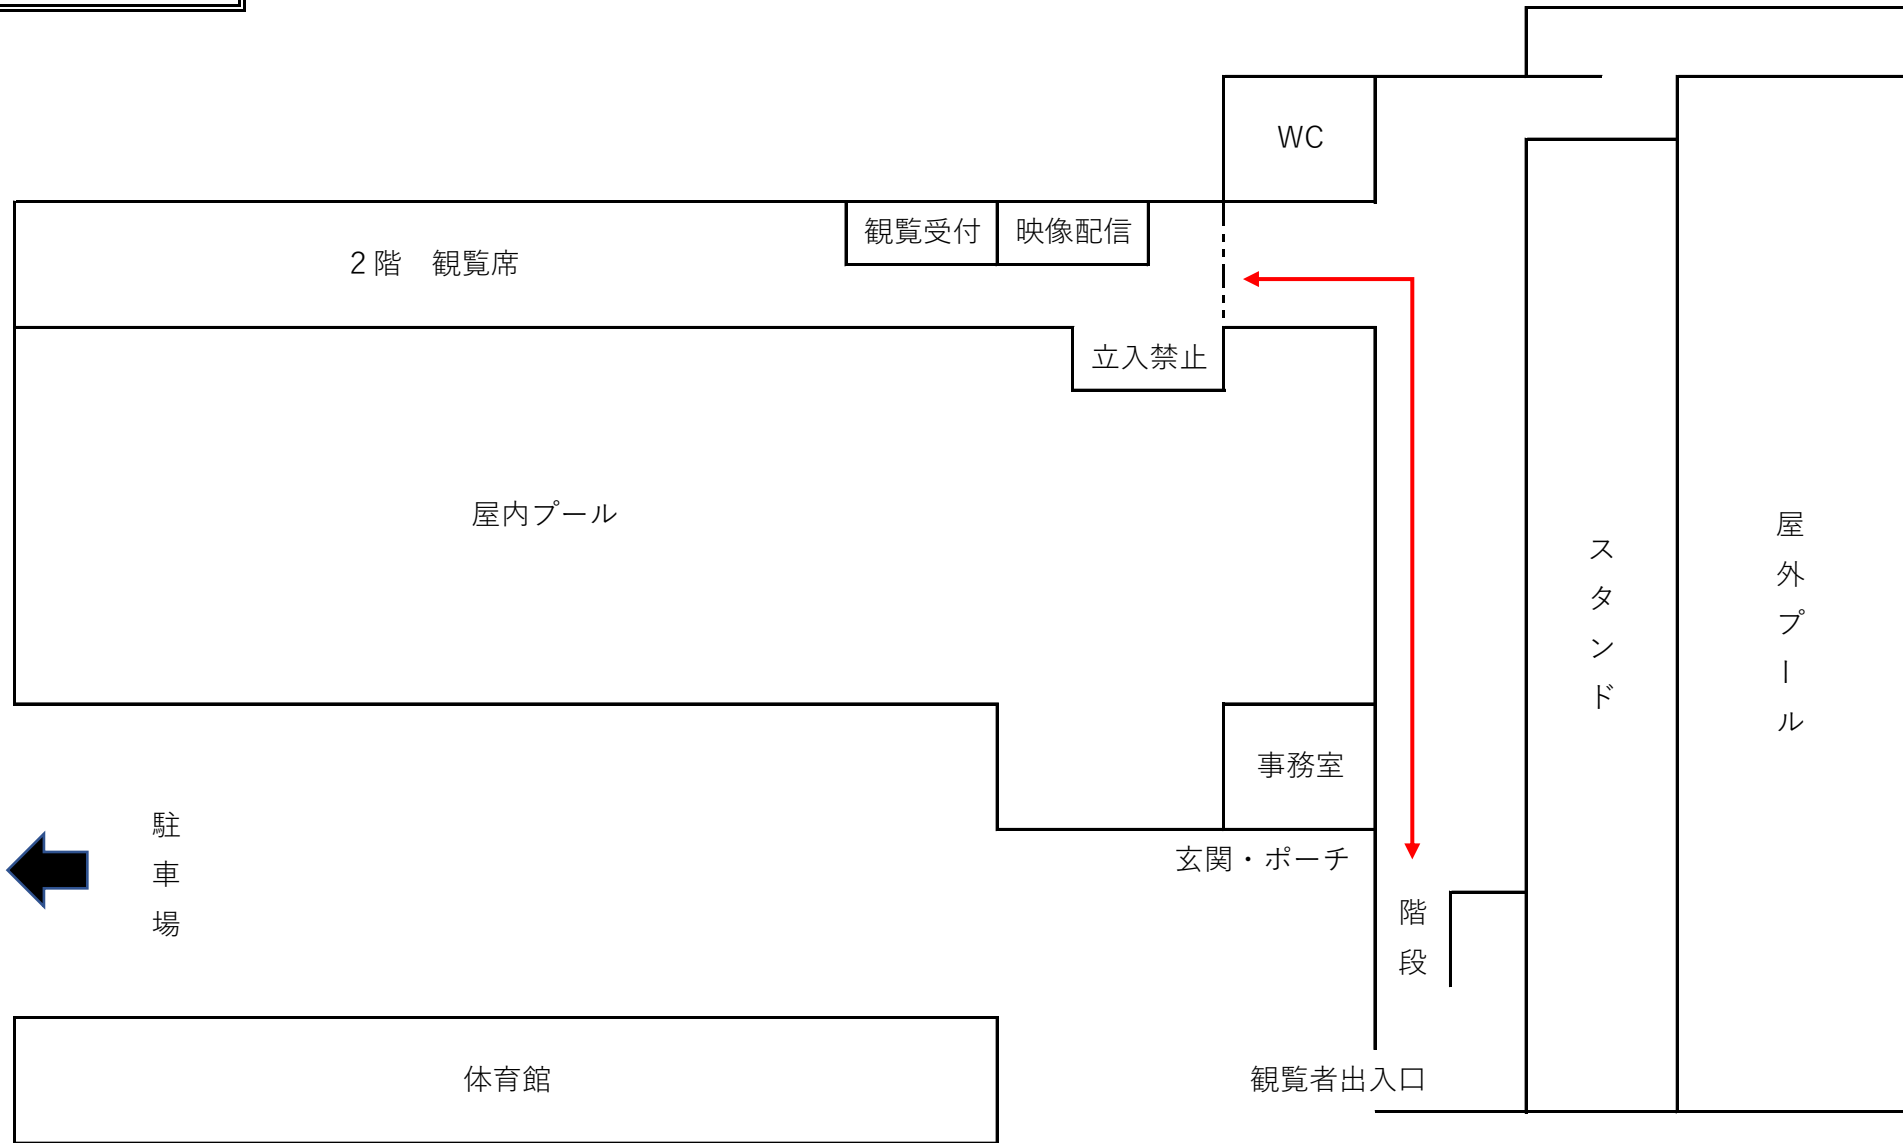 WC
観覧受付
映像配信
２階　観覧席
立入禁止
屋内プール
スタンド
屋外プール
事務室
駐車場
玄関・ポーチ
階段
体育館
観覧者出入口